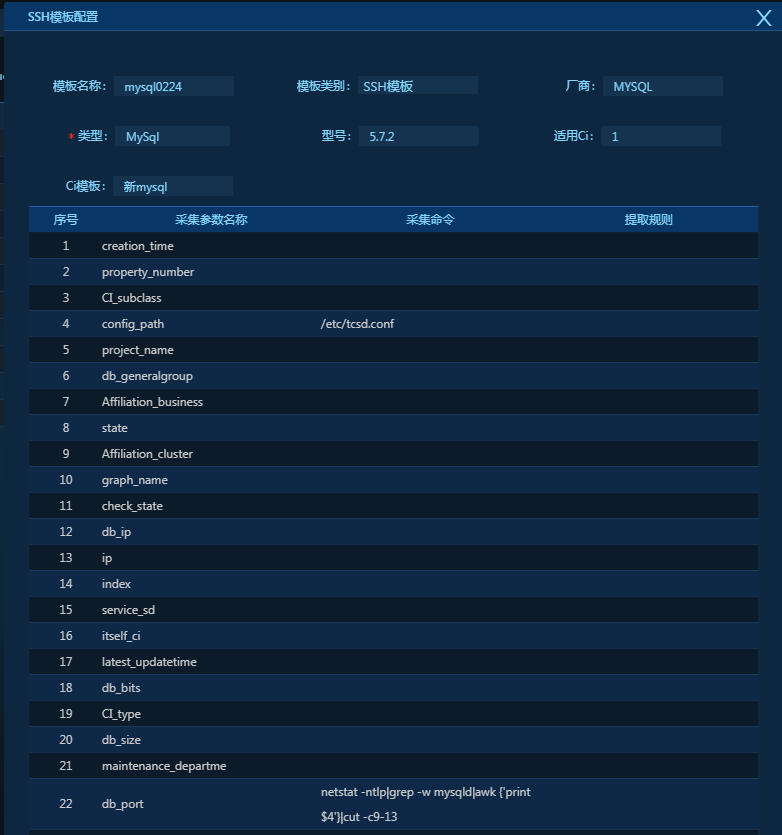 SSH模板配置 X
模板名称： mysql0224 模板类别： SSH模板 厂商： MYSQL
* 类型： MySql 型号： 5.7.2 适用Ci： 1
Ci模板： 新mysql
序号 采集参数名称 采集命令 提取规则
1 creation_time
2 property_number
3 CI_subclass
4 config_path /etc/tcsd.conf
5 project_name
6 db_generalgroup
7 Affiliation_business
8 state
9 Affiliation_cluster
10 graph_name
11 check_state
12 db_ip
13 ip
14 index
15 service_sd
16 itself_ci
17 latest_updatetime
18 db_bits
19 CI_type
20 db_size
21 maintenance_departme
22 db_port netstat -ntlp|grep -w mysqld|awk {'print
$4'}|cut -c9-13